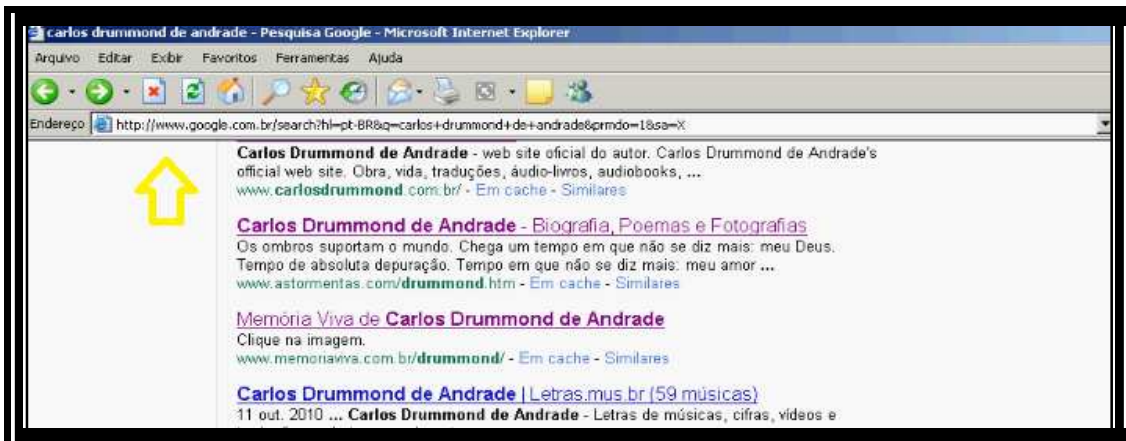 carlos drummond de andrade - Pesquisa Google - Microsoft Internet Explorer
Arquivo Editar Exibir Favoritos Ferramentas Ajuda
Endereço http://www.google.com.br/search?hl=pt-BR&q=carlos+drummond+de+andrade&prmdo=1&sa=X
Carlos Drummond de Andrade - web site oficial do autor. Carlos Drummond de Andrade's
official web site. Obra, vida, traduções, áudio-livros, audiobooks, ...
www.carlosdrummond.com.br/ - Em cache - Similares
Carlos Drummond de Andrade - Biografia, Poemas e Fotografias
Os ombros suportam o mundo. Chega um tempo em que não se diz mais: meu Deus.
Tempo de absoluta depuração. Tempo em que não se diz mais: meu amor ...
www.astormentas.com/drummond.htm - Em cache - Similares
Memória Viva de Carlos Drummond de Andrade
Clique na imagem.
www.memoriaviva.com.br/drummond/ - Em cache - Similares
Carlos Drummond de Andrade | Letras.mus.br (59 músicas)
11 out. 2010 ... Carlos Drummond de Andrade - Letras de músicas, cifras, vídeos e